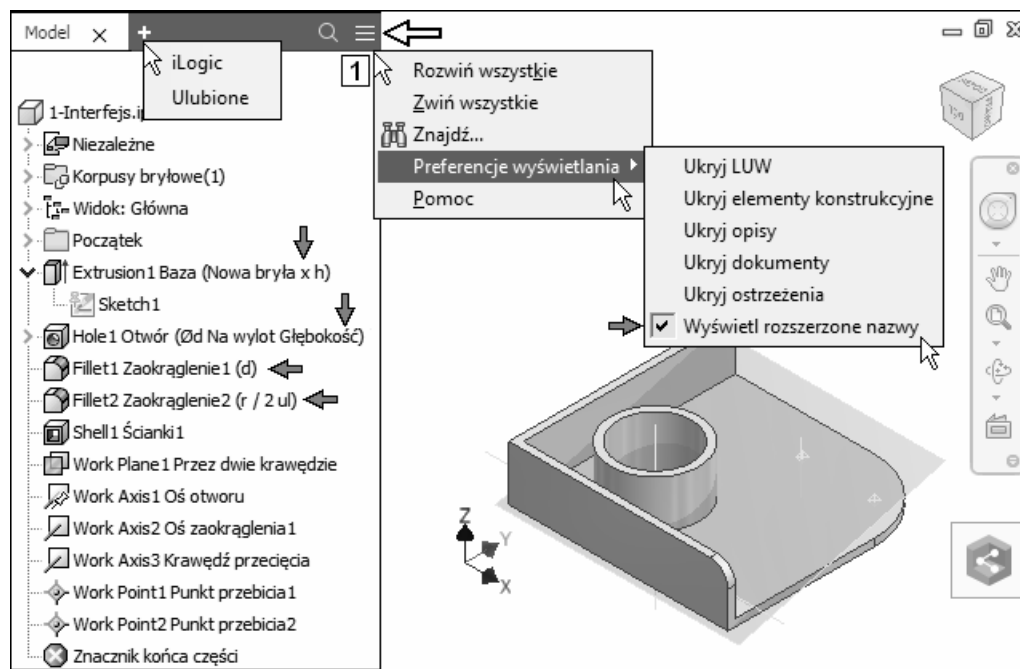 Model
iLogic
Ulubione
1
Rozwiń wszystkie
Zwiń wszystkie
Znajdź...
Preferencje wyświetlania
Pomoc
Ukryj LUW
Ukryj elementy konstrukcyjne
Ukryj opisy
Ukryj dokumenty
Ukryj ostrzeżenia
Wyświetl rozszerzone nazwy
Niezależne
Korpusy bryłowe(1)
Widok: Główna
Początek
Extrusion1 Baza (Nowa bryła x h)
Sketch1
Hole1 Otwór (Ød Na wylot Głębokość)
Fillet1 Zaokrąglenie1 (d)
Fillet2 Zaokrąglenie2 (r / 2 ul)
Shell1 Ścianki1
Work Plane1 Przez dwie krawędzie
Work Axis1 Oś otworu
Work Axis2 Oś zaokrąglenia1
Work Axis3 Krawędź przecięcia
Work Point1 Punkt przebicia1
Work Point2 Punkt przebicia2
Znacznik końca części
Z
Y
X